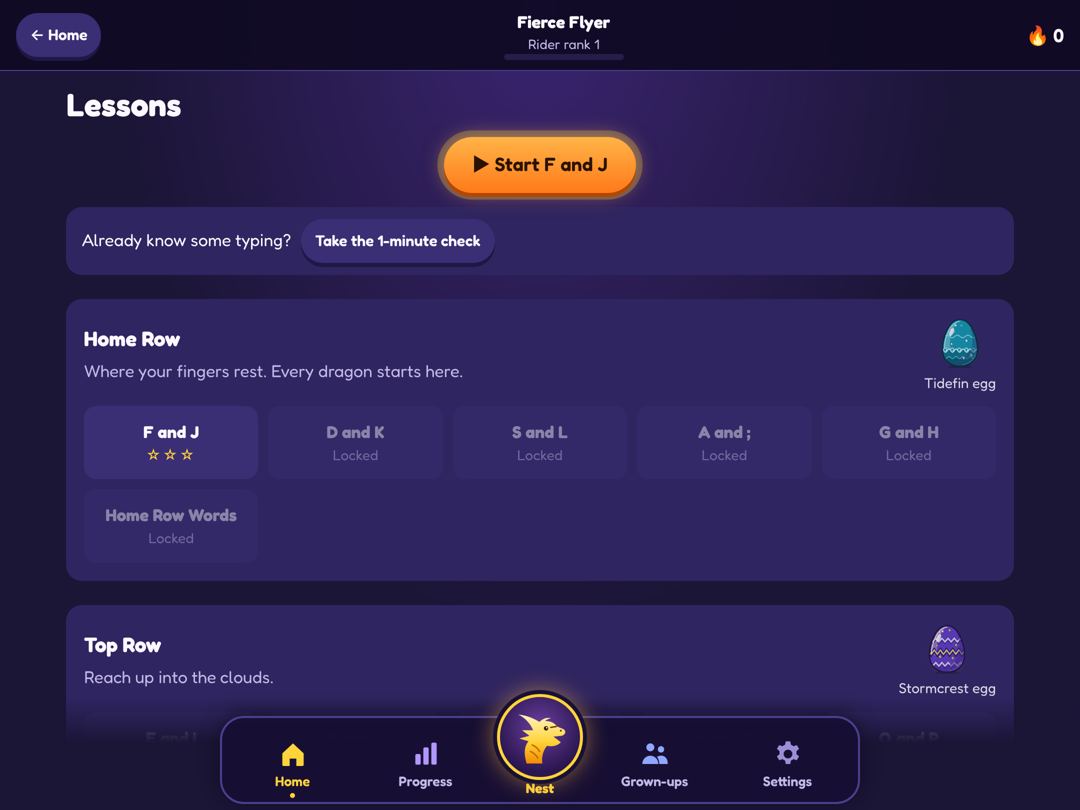 ← Home
Fierce Flyer
Rider rank 1
🔥 0
Lessons
▶ Start F and J
Already know some typing? Take the 1-minute check
Home Row
Where your fingers rest. Every dragon starts here.
Tidefin egg
F and J
☆ ☆ ☆
D and K
Locked
S and L
Locked
A and ;
Locked
G and H
Locked
Home Row Words
Locked
Top Row
Reach up into the clouds.
Stormcrest egg
Home
Progress
Nest
Grown-ups
Settings